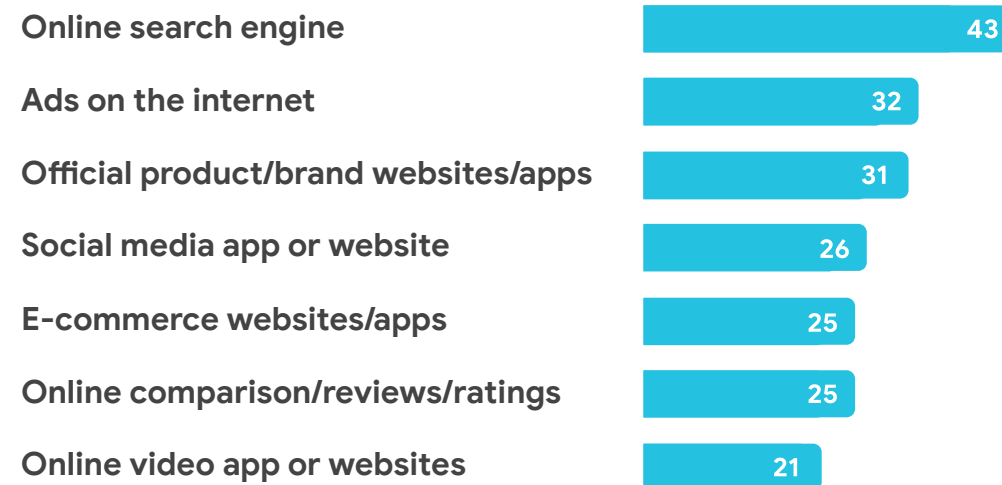 Online search engine 43
Ads on the internet 32
Official product/brand websites/apps 31
Social media app or website 26
E-commerce websites/apps 25
Online comparison/reviews/ratings 25
Online video app or websites 21